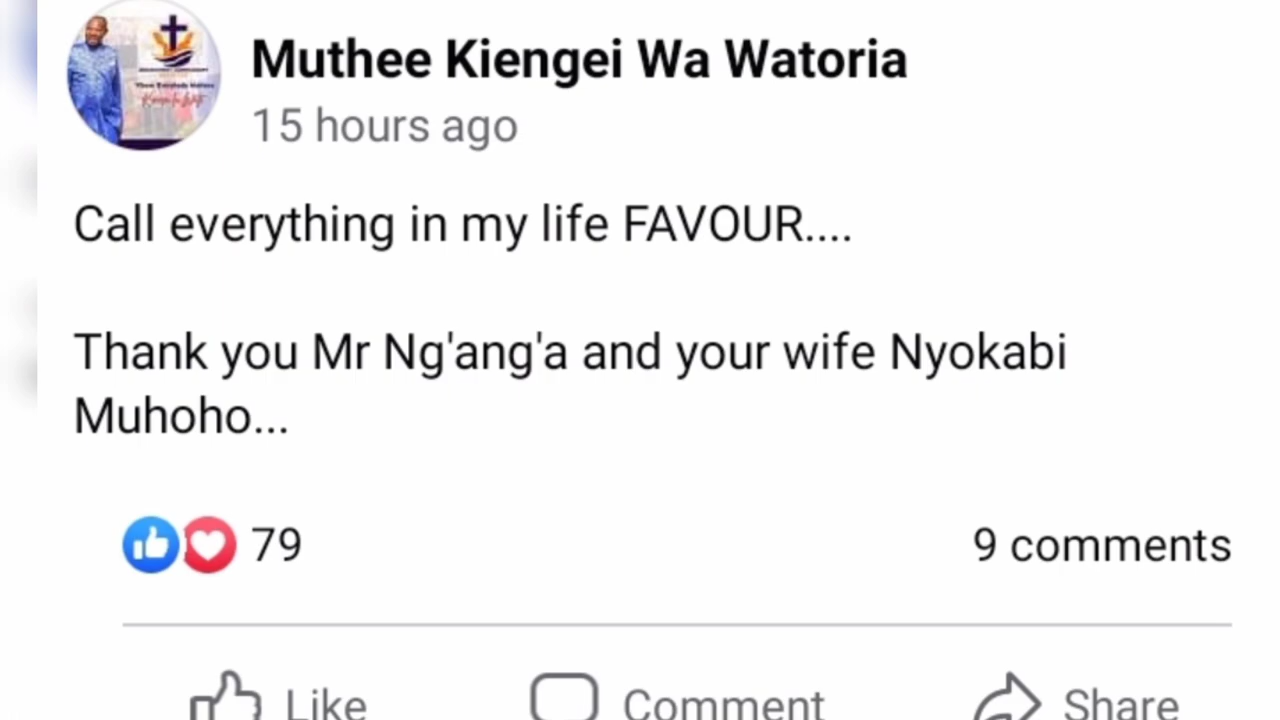 Muthee Kiengei Wa Watoria
15 hours ago
Call everything in my life FAVOUR....
Thank you Mr Ng'ang'a and your wife Nyokabi
Muhoho...
79
9 comments
Like
Comment
Share